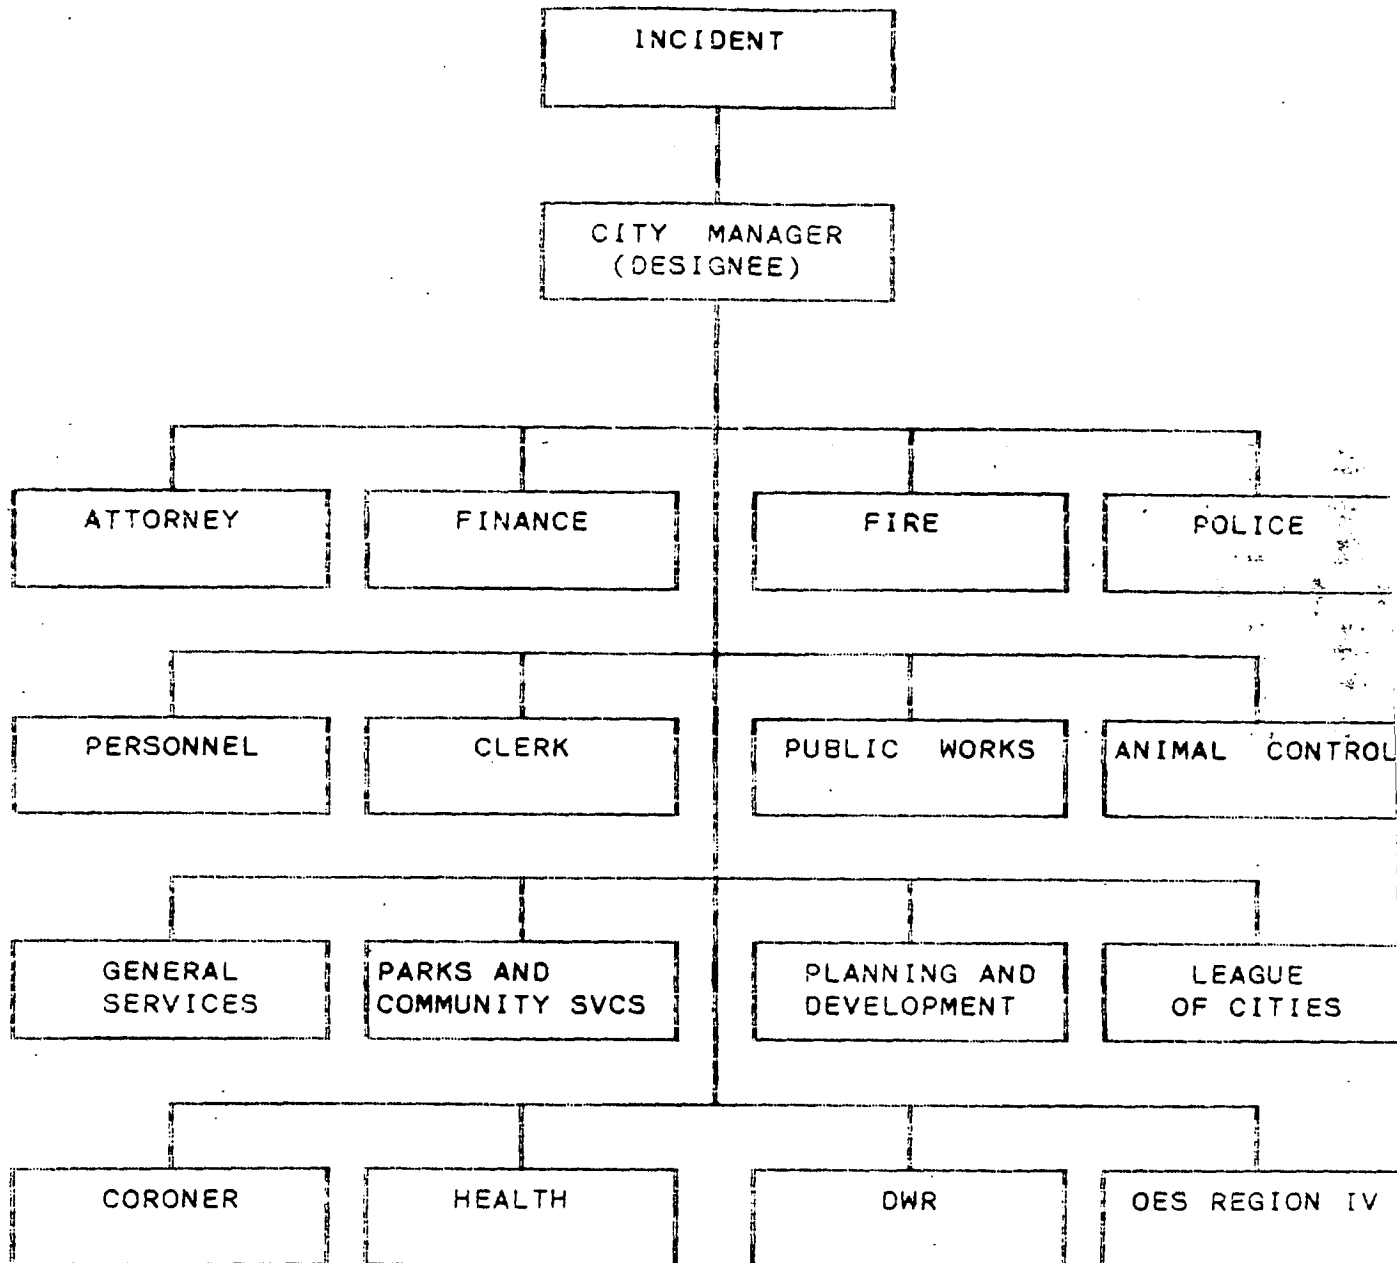 INCIDENT
CITY MANAGER
(DESIGNEE)
ATTORNEY
FINANCE
FIRE
POLICE
PERSONNEL
CLERK
PUBLIC WORKS
ANIMAL CONTROL
GENERAL
SERVICES
PARKS AND
COMMUNITY SVCS
PLANNING AND
DEVELOPMENT
LEAGUE
OF CITIES
CORONER
HEALTH
DWR
OES REGION IV